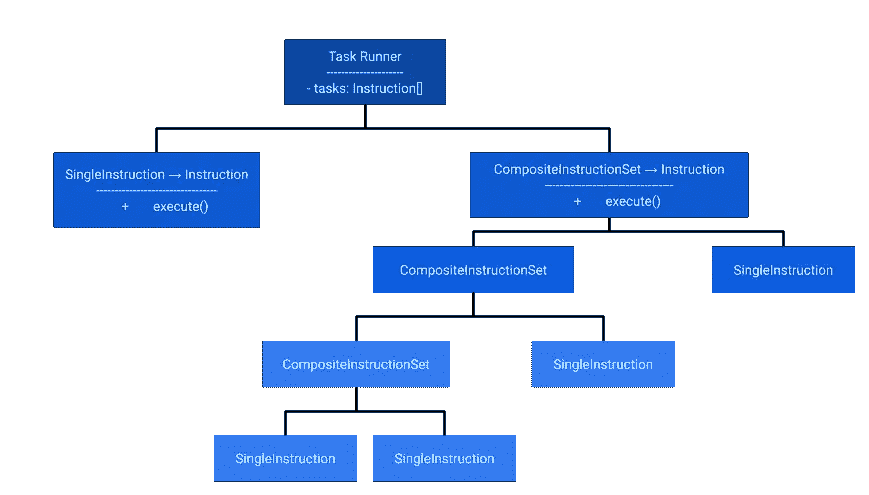 Task Runner
---------------------
- tasks: Instruction[]
SingleInstruction → Instruction
---------------------------------
+ execute()
CompositeInstructionSet → Instruction
-----------------------------------
+ execute()
CompositeInstructionSet
SingleInstruction
CompositeInstructionSet
SingleInstruction
SingleInstruction
SingleInstruction